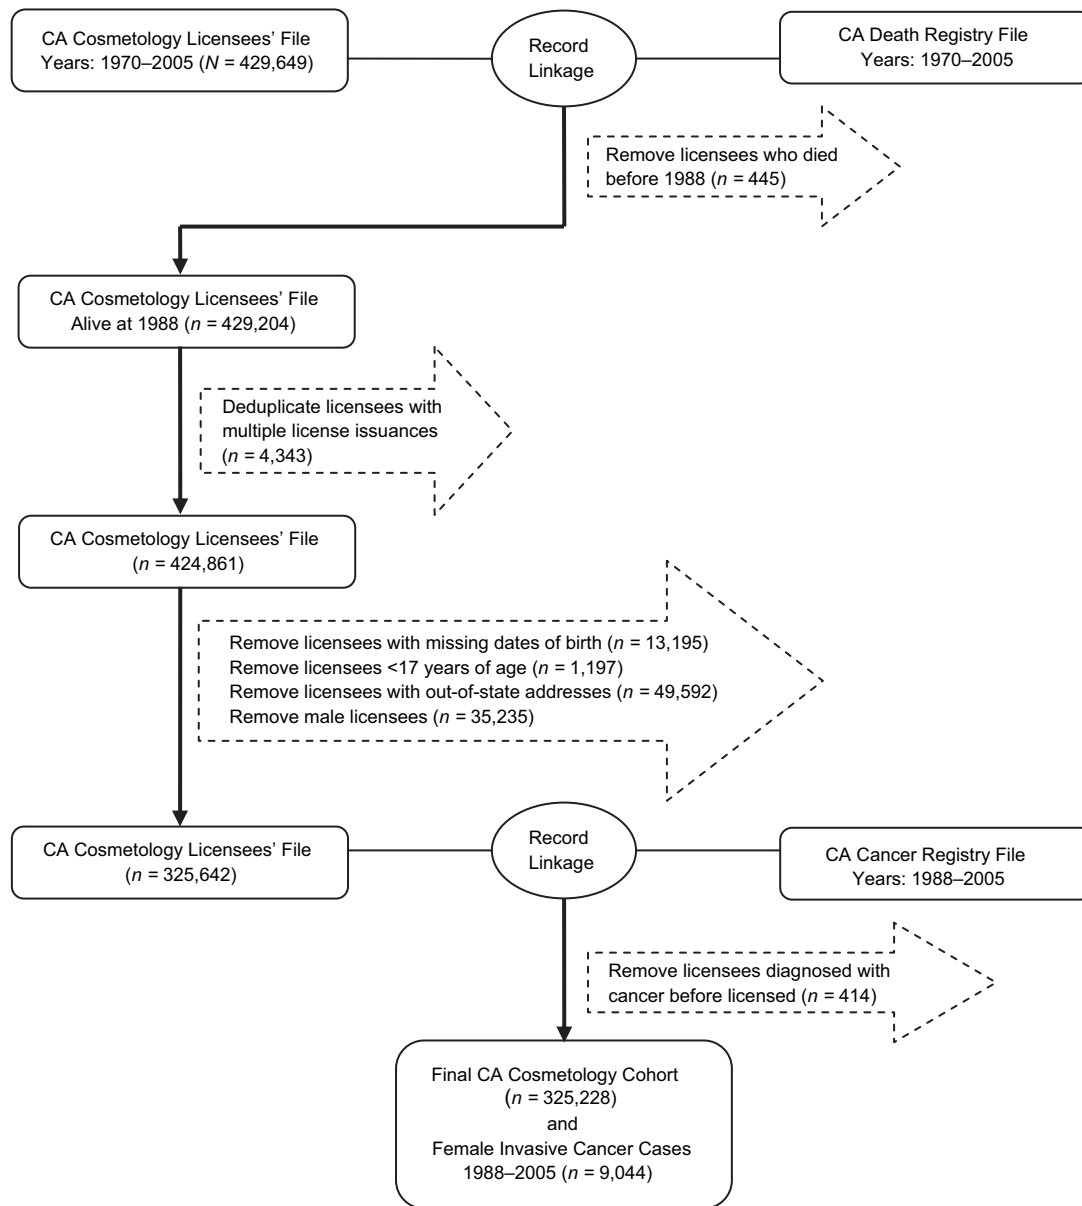 CA Cosmetology Licensees’ File
Years: 1970–2005 (N = 429,649)
Record
Linkage
CA Death Registry File
Years: 1970–2005
Remove licensees who died
before 1988 (n = 445)
CA Cosmetology Licensees’ File
Alive at 1988 (n = 429,204)
Deduplicate licensees with
multiple license issuances
(n = 4,343)
CA Cosmetology Licensees’ File
(n = 424,861)
Remove licensees with missing dates of birth (n = 13,195)
Remove licensees <17 years of age (n = 1,197)
Remove licensees with out-of-state addresses (n = 49,592)
Remove male licensees (n = 35,235)
CA Cosmetology Licensees’ File
(n = 325,642)
Record
Linkage
CA Cancer Registry File
Years: 1988–2005
Remove licensees diagnosed with
cancer before licensed (n = 414)
Final CA Cosmetology Cohort
(n = 325,228)
and
Female Invasive Cancer Cases
1988–2005 (n = 9,044)